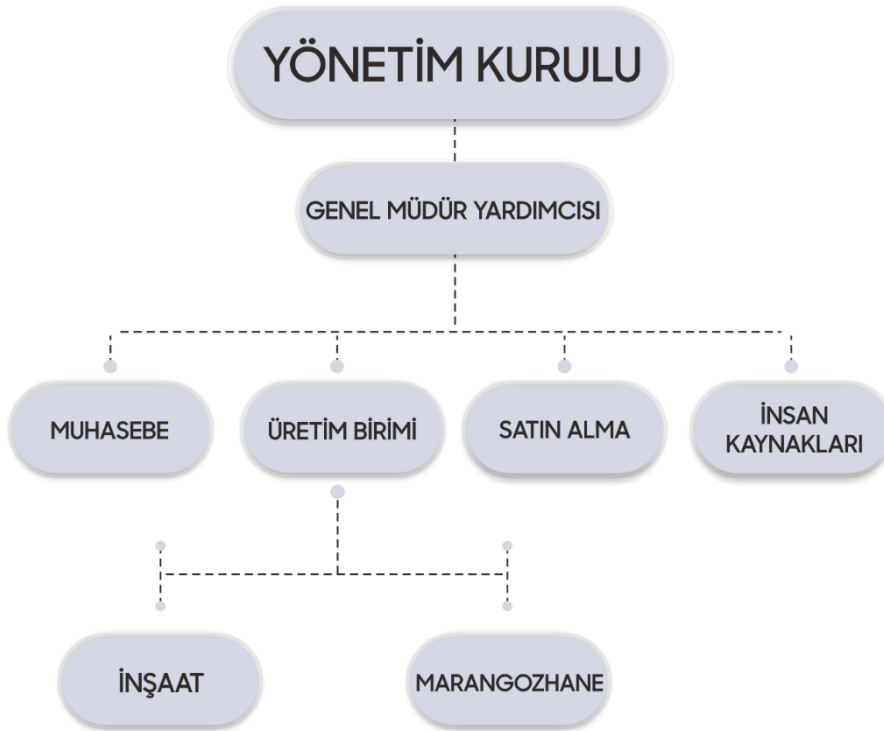 YÖNETİM KURULU
GENEL MÜDÜR YARDIMCISI
MUHASEBE
ÜRETİM BİRİMİ
SATIN ALMA
İNSAN
KAYNAKLARI
İNŞAAT
MARANGOZHANE